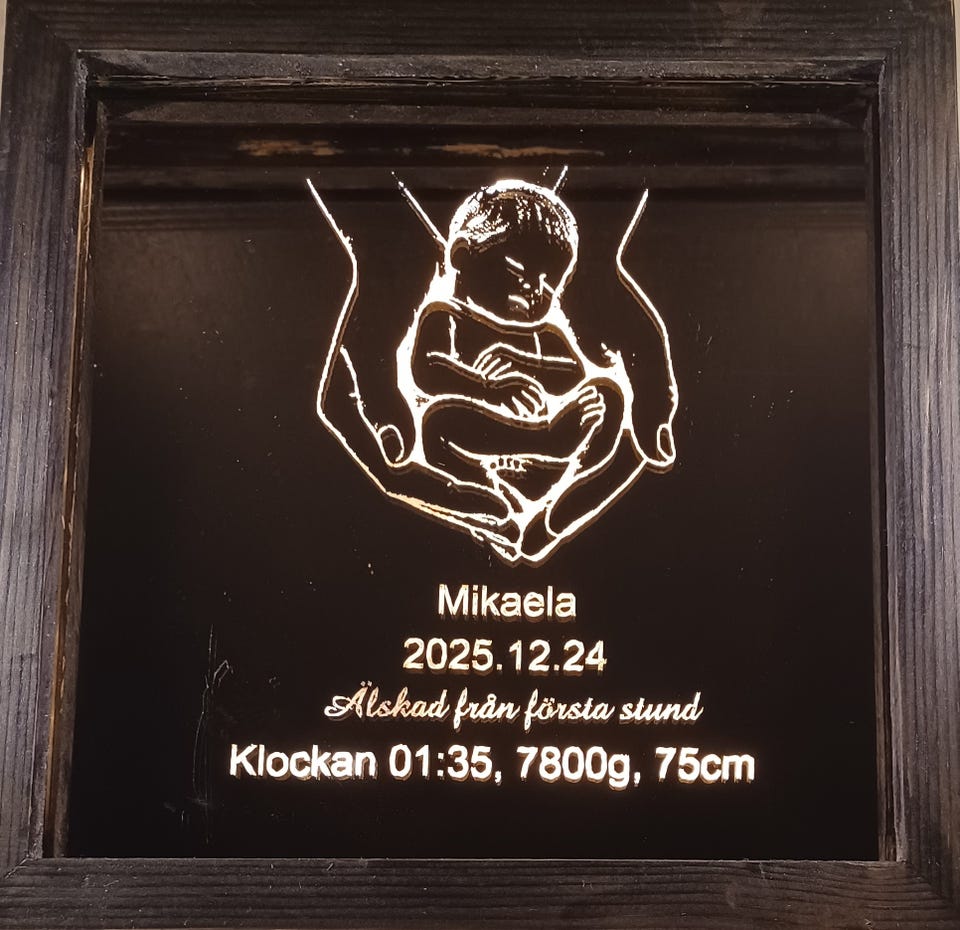 Mikaela
2025.12.24
Älskad från första stund
Klockan 01:35, 7800g, 75cm